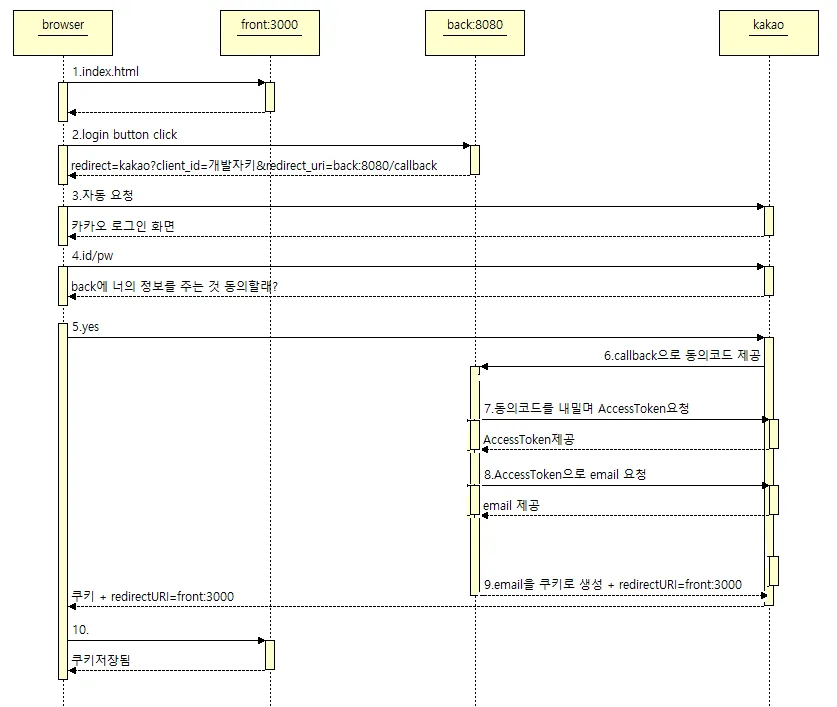 browser
front:3000
back:8080
kakao
1.index.html
2.login button click
redirect=kakao?client_id=개발자키&redirect_uri=back:8080/callback
3.자동 요청
카카오 로그인 화면
4.id/pw
back에 너의 정보를 주는 것 동의할래?
5.yes
6.callback으로 동의코드 제공
7.동의코드를 내밀며 AccessToken요청
AccessToken제공
8.AccessToken으로 email 요청
email 제공
9.email을 쿠키로 생성 + redirectURI=front:3000
쿠키 + redirectURI=front:3000
10.
쿠키저장됨